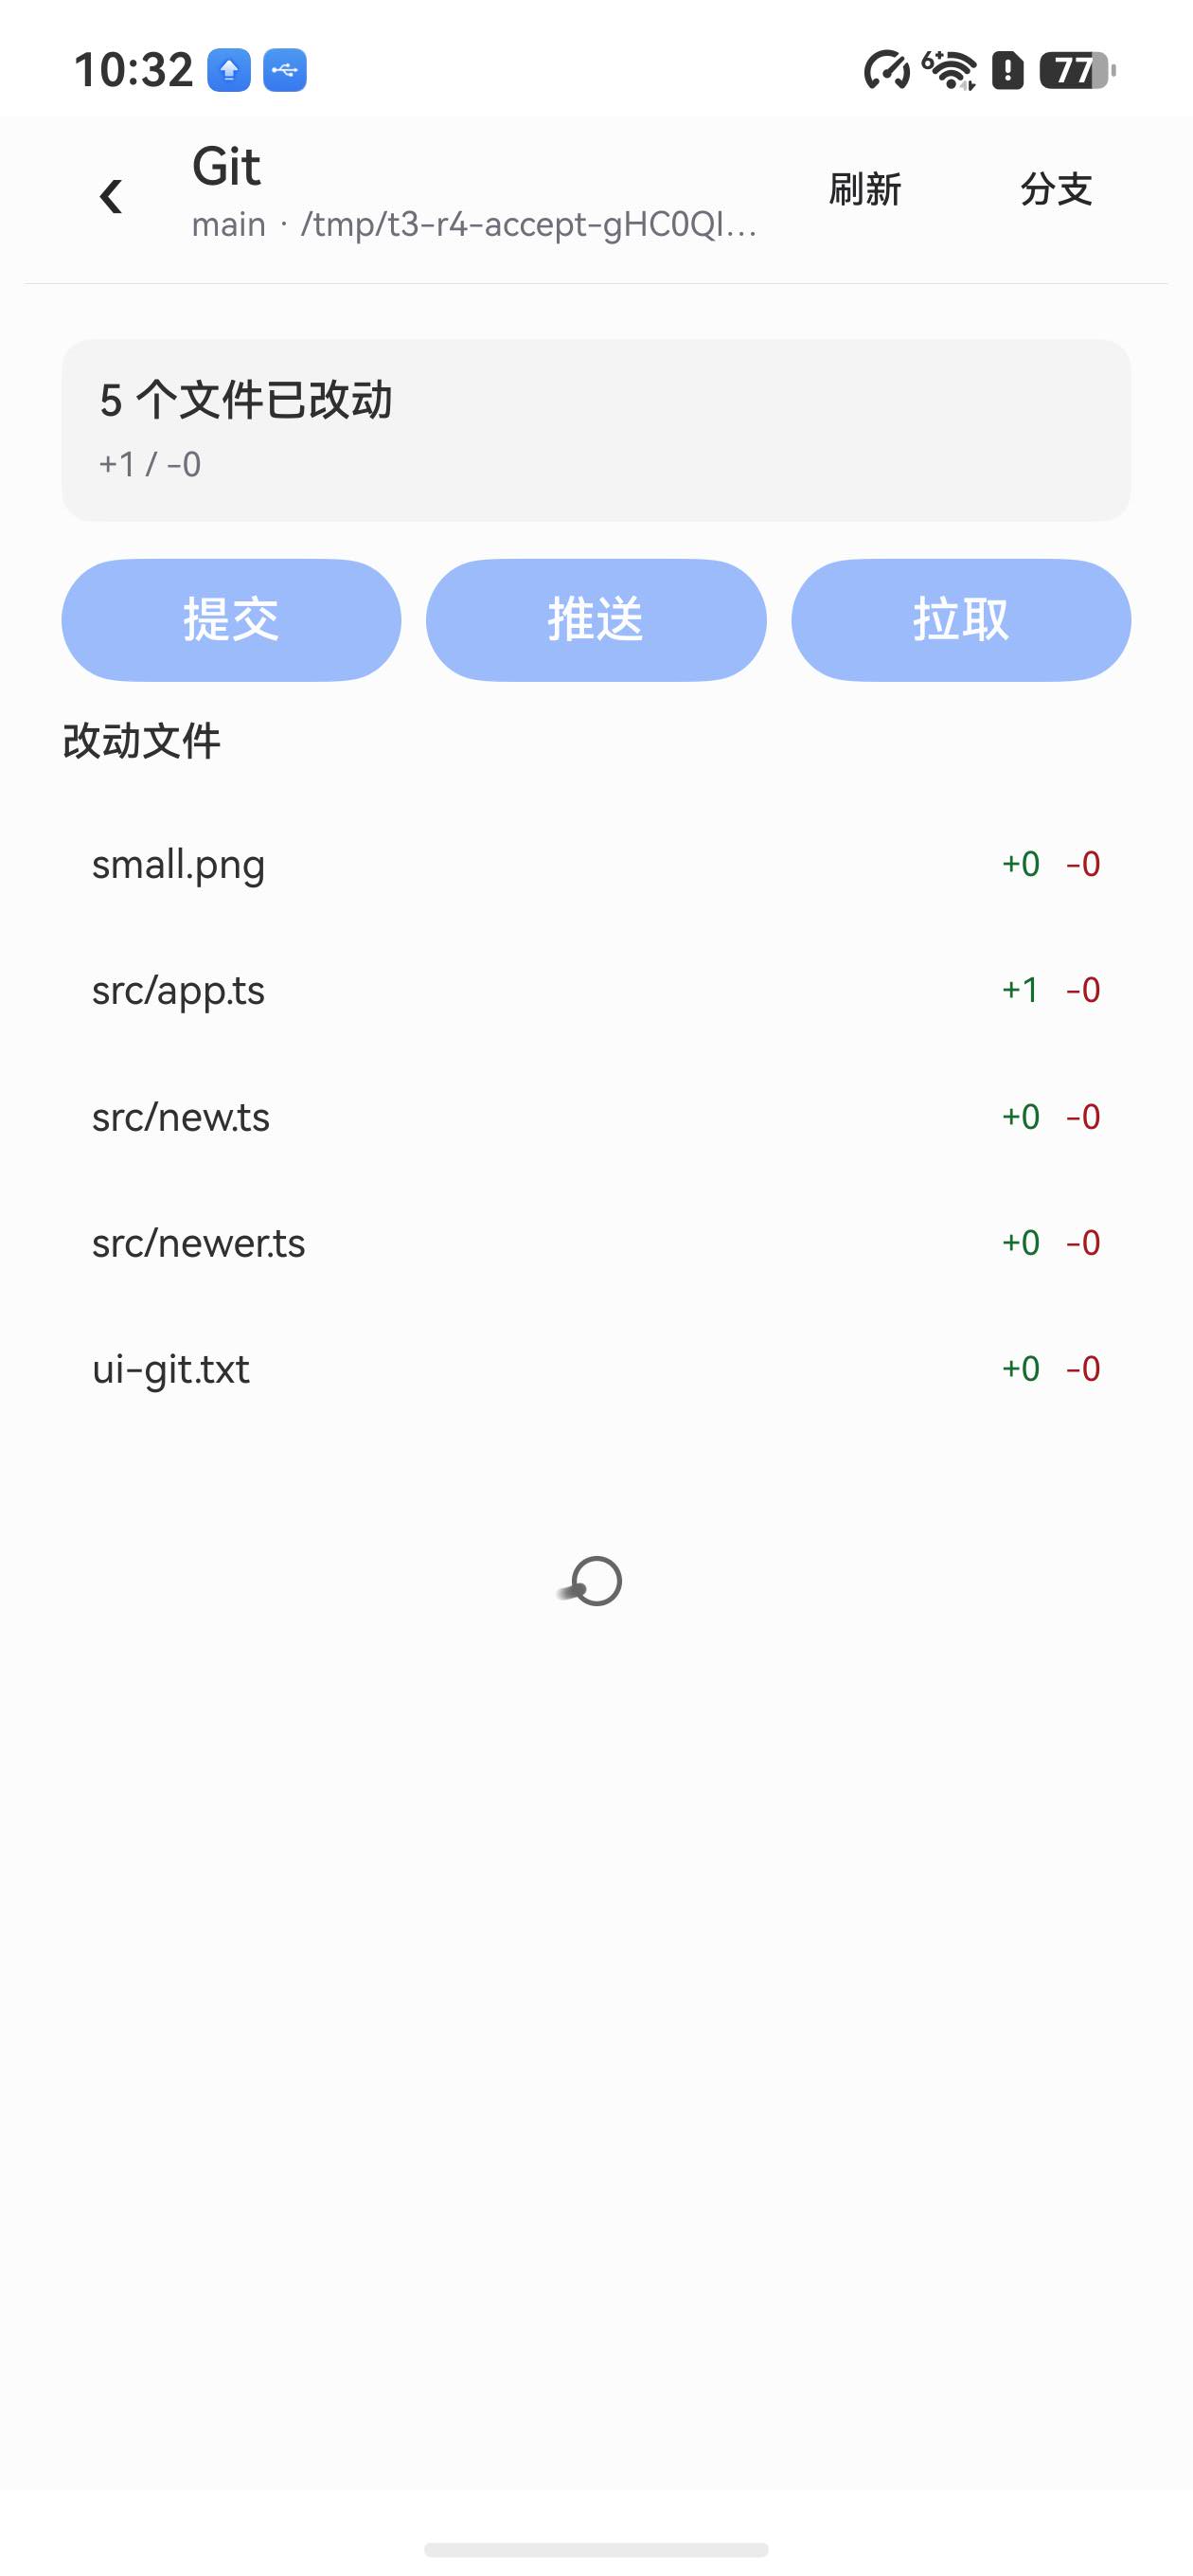 10:32
77
Git
main · /tmp/t3-r4-accept-gHC0Ql...
刷新
分支
5 个文件已改动
+1 / -0
提交
推送
拉取
改动文件
small.png +0 -0
src/app.ts +1 -0
src/new.ts +0 -0
src/newer.ts +0 -0
ui-git.txt +0 -0